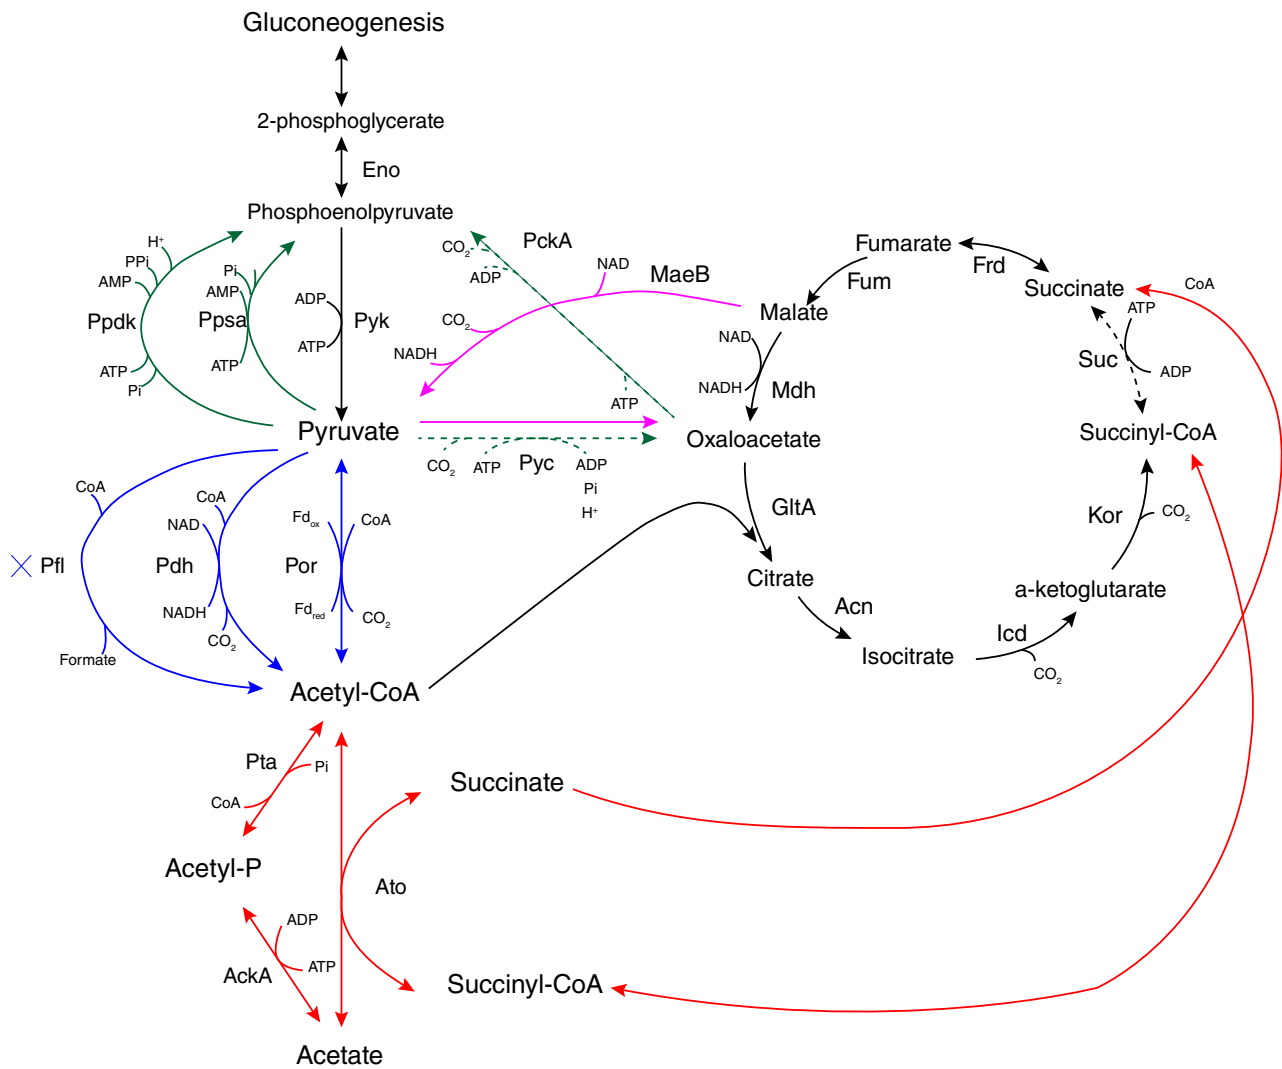 Gluconeogenesis
2-phosphoglycerate
Eno
Phosphoenolpyruvate
H+
PPi
AMP
Ppdk
ATP
Pi
Pi
AMP
Ppsa
ATP
ADP
Pyk
ATP
CO2
PckA
ADP
ATP
NAD
MaeB
CO2
NADH
Fumarate
Frd
Fum
Succinate
CoA
Malate
ATP
NAD
Suc
ADP
NADH
Mdh
Pyruvate
Oxaloacetate
Succinyl-CoA
CO2
ATP
Pyc
ADP
Pi
H+
CoA
CoA
NAD
Fdox
CoA
GltA
Kor
CO2
Pfl
Pdh
Por
Citrate
a-ketoglutarate
NADH
Fdred
CO2
CO2
Acn
Icd
Formate
Isocitrate
CO2
Acetyl-CoA
Pta
Pi
CoA
Succinate
Acetyl-P
Ato
ADP
AckA
ATP
Succinyl-CoA
Acetate